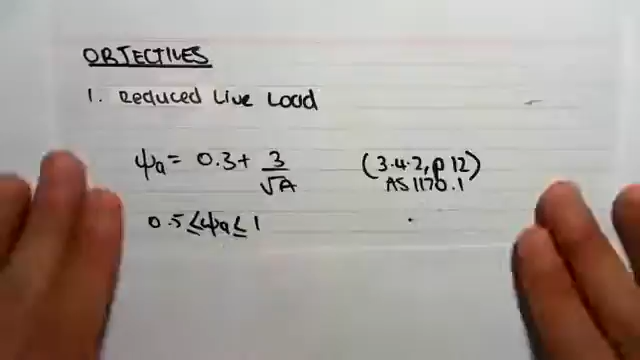 OBJECTIVES
1. Reduced Live Load
ψa = 0.3 + 3/√A (3.4.2, p 12)
AS 1170.1
0.5 ≤ ψa ≤ 1